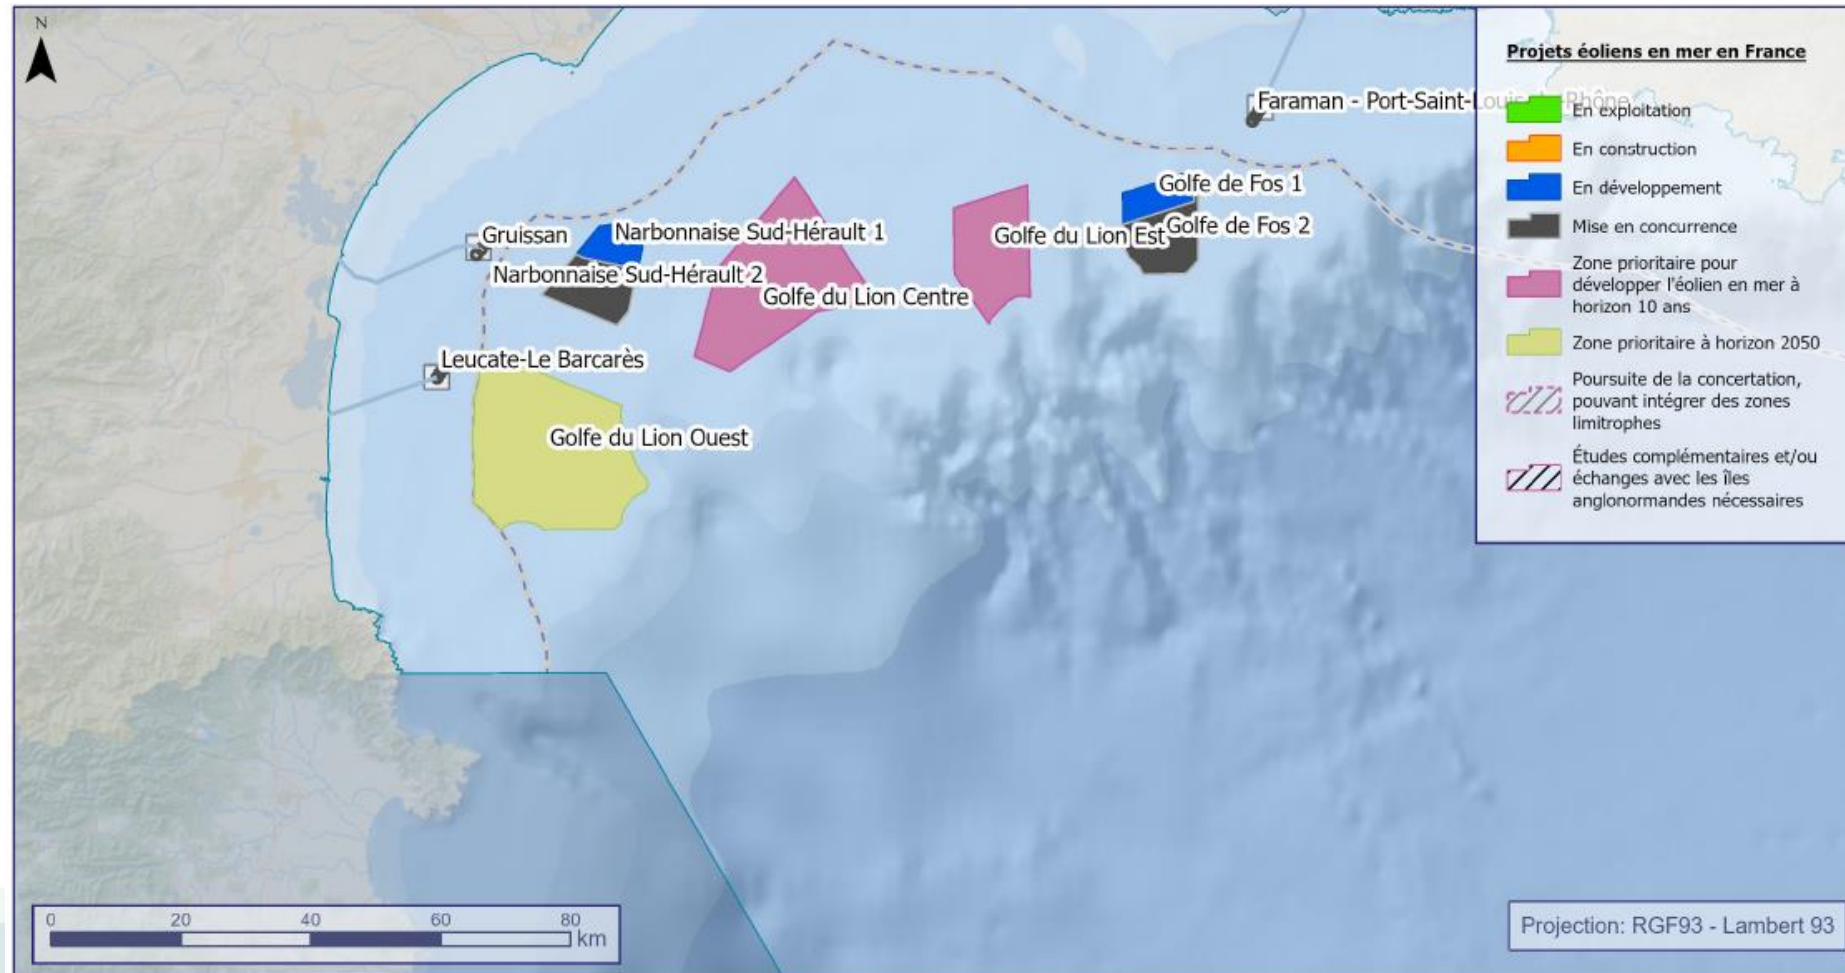 N
Projets éoliens en mer en France
En exploitation
En construction
En développement
Mise en concurrence
Zone prioritaire pour
développer l'éolien en mer à
horizon 10 ans
Zone prioritaire à horizon 2050
Poursuite de la concertation,
pouvant intégrer des zones
limitrophes
Études complémentaires et/ou
échanges avec les îles
anglonormandes nécessaires
Faraman - Port-Saint-Louis-du-Rhône
Golfe de Fos 1
Golfe de Fos 2
Gruissan
Narbonnaise Sud-Hérault 1
Golfe du Lion Est
Narbonnaise Sud-Hérault 2
Golfe du Lion Centre
Leucate-Le Barcarès
Golfe du Lion Ouest
0 20 40 60 80
km
Projection: RGF93 - Lambert 93